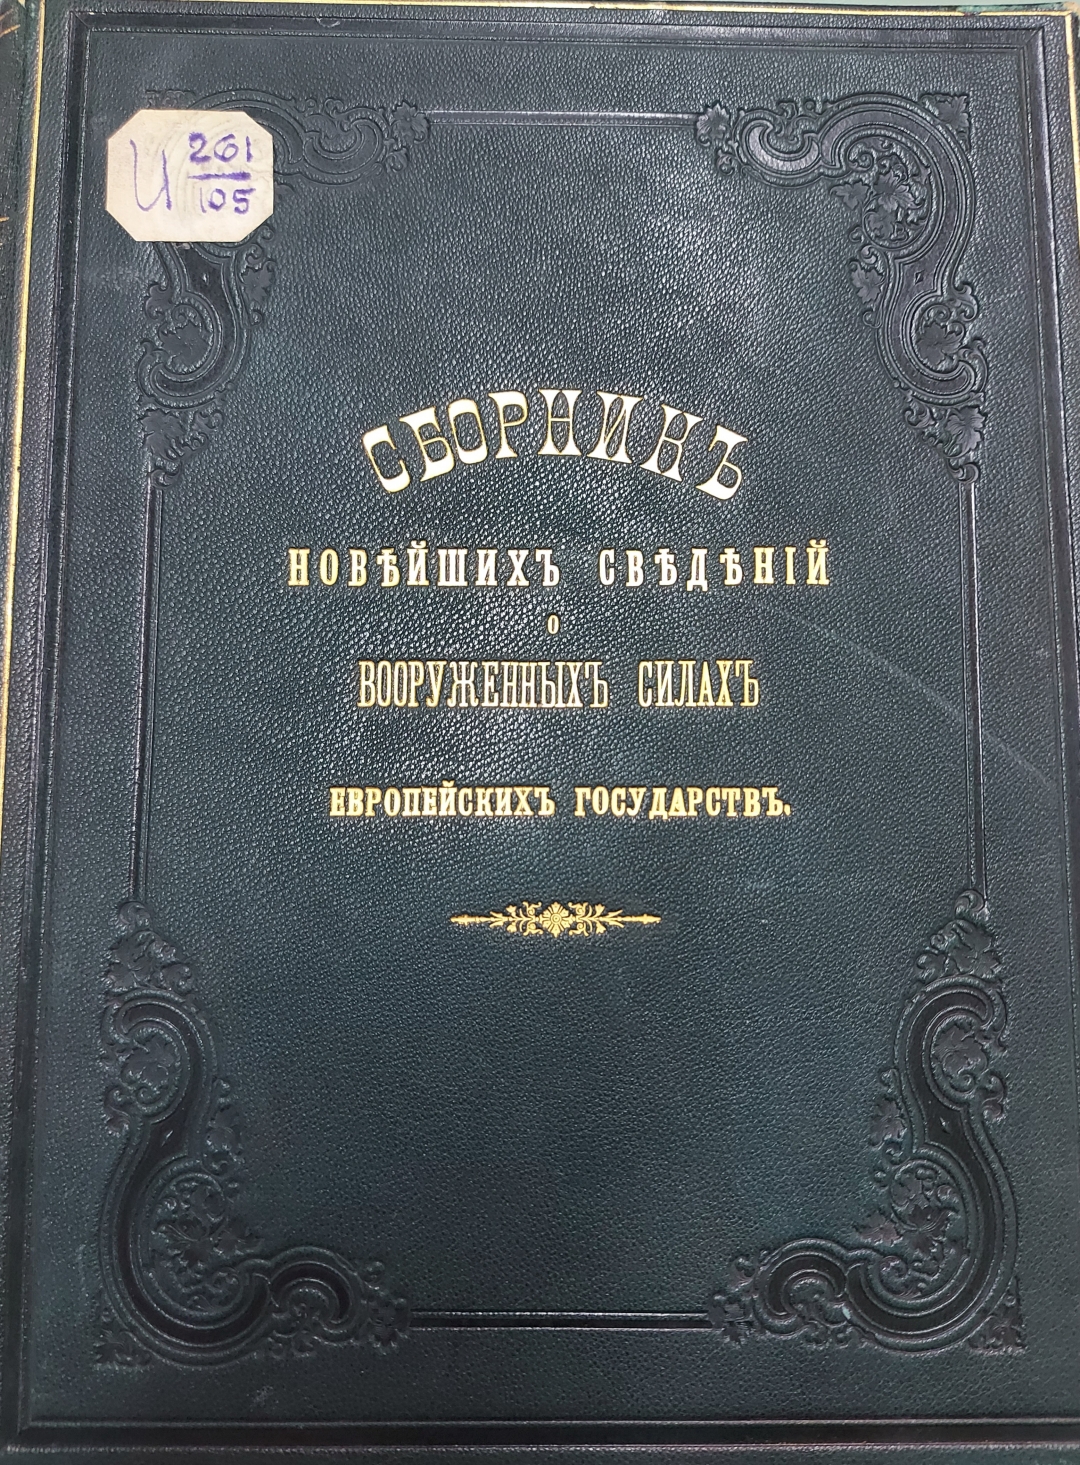 И 261
105
СБОРНИКЪ
НОВѢЙШИХЪ СВѢДѢНІЙ
О
ВООРУЖЕННЫХЪ СИЛАХЪ
ЕВРОПЕЙСКИХЪ ГОСУДАРСТВЪ.